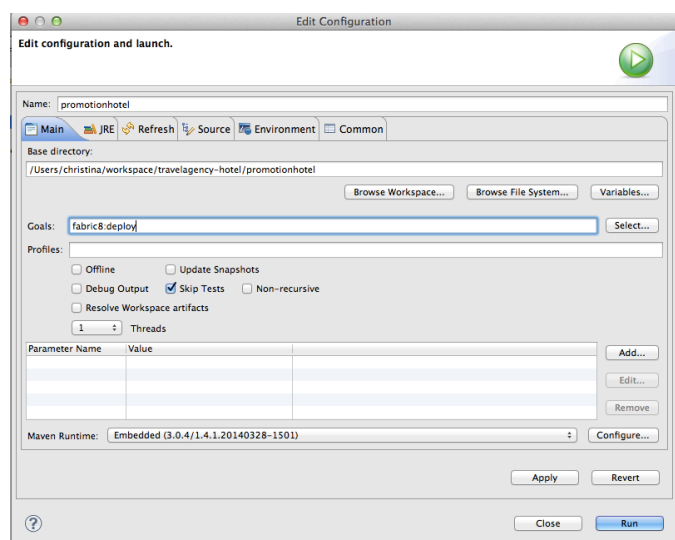 Edit Configuration
Edit configuration and launch.
Name: promotionhotel
Main JRE Refresh Source Environment Common
Base directory:
/Users/christina/workspace/travelagency-hotel/promotionhotel
Browse Workspace... Browse File System... Variables...
Goals: fabric8:deploy Select...
Profiles:
Offline Update Snapshots
Debug Output Skip Tests Non-recursive
Resolve Workspace artifacts
1 Threads
Parameter Name Value Add...
Edit...
Remove
Maven Runtime: Embedded (3.0.4/1.4.1.20140328-1501) Configure...
Apply Revert
? Close Run